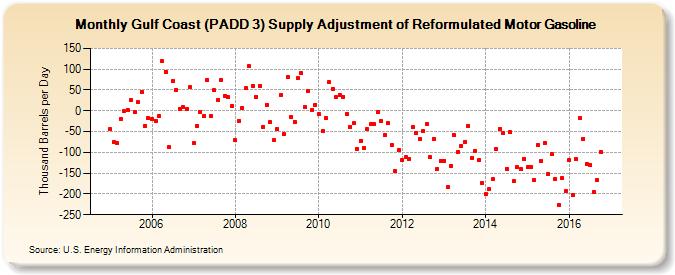 Monthly Gulf Coast (PADD 3) Supply Adjustment of Reformulated Motor Gasoline
Thousand Barrels per Day
150
100
50
0
-50
-100
-150
-200
-250
2006 2008 2010 2012 2014 2016
Source: U.S. Energy Information Administration